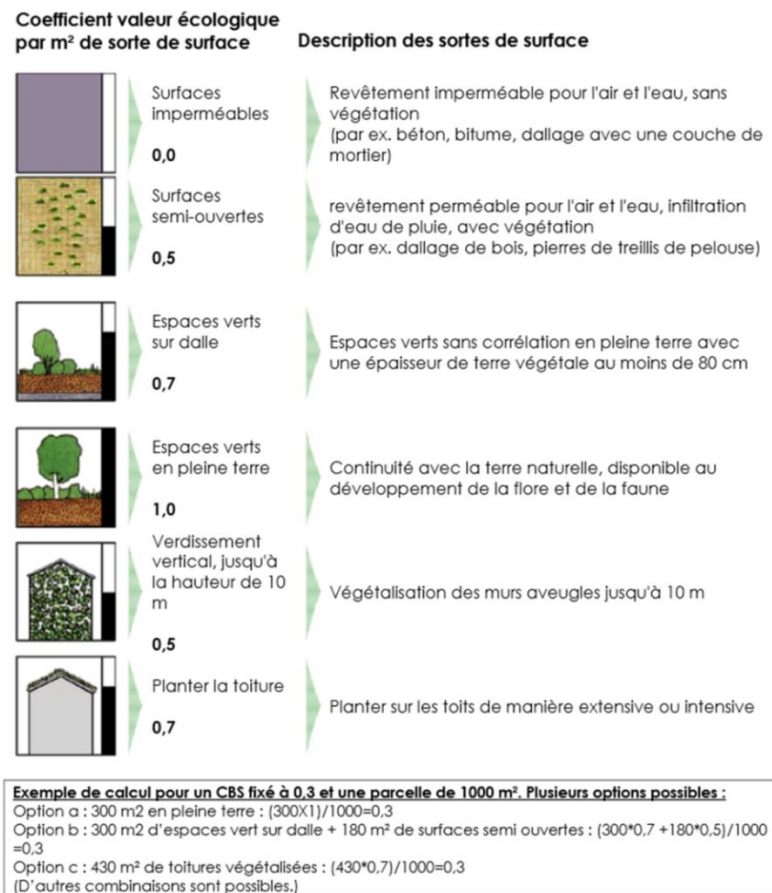 Coefficient valeur écologique
par m² de sorte de surface
Description des sortes de surface
Surfaces
imperméables
0,0
Revêtement imperméable pour l'air et l'eau, sans
végétation
(par ex. béton, bitume, dallage avec une couche de
mortier)
Surfaces
semi-ouvertes
0,5
revêtement perméable pour l'air et l'eau, infiltration
d'eau de pluie, avec végétation
(par ex. dallage de bois, pierres de treillis de pelouse)
Espaces verts
sur dalle
0,7
Espaces verts sans corrélation en pleine terre avec
une épaisseur de terre végétale au moins de 80 cm
Espaces verts
en pleine terre
1,0
Continuité avec la terre naturelle, disponible au
développement de la flore et de la faune
Verdissement
vertical, jusqu'à
la hauteur de 10
m
0,5
Végétalisation des murs aveugles jusqu'à 10 m
Planter la toiture
0,7
Planter sur les toits de manière extensive ou intensive
Exemple de calcul pour un CBS fixé à 0,3 et une parcelle de 1000 m². Plusieurs options possibles :
Option a : 300 m2 en pleine terre : (300X1)/1000=0,3
Option b : 300 m2 d'espaces vert sur dalle + 180 m² de surfaces semi ouvertes : (300*0,7 +180*0,5)/1000
=0,3
Option c : 430 m² de toitures végétalisées : (430*0,7)/1000=0,3
(D'autres combinaisons sont possibles.)